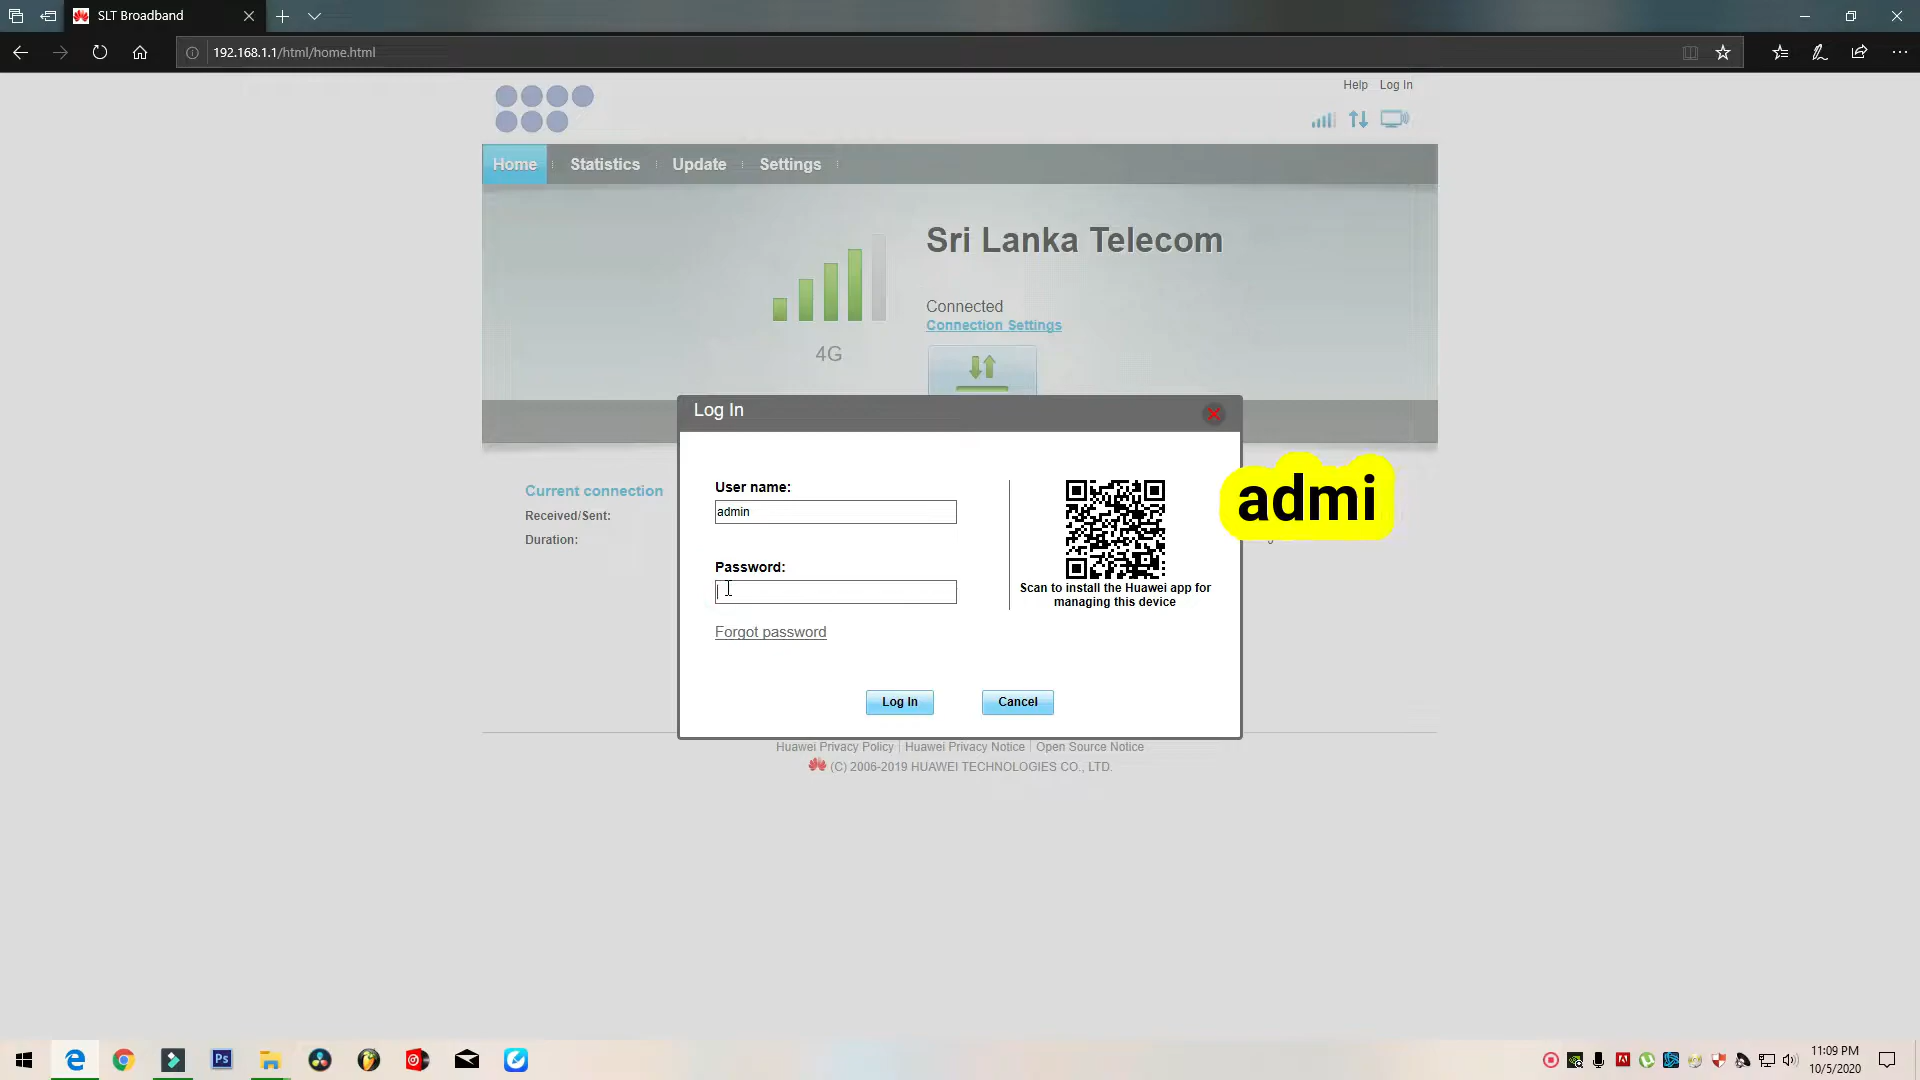 SLT Broadband
192.168.1.1/html/home.html
Help Log In
Home Statistics Update Settings
Sri Lanka Telecom
Connected
Connection Settings
4G
Log In
User name:
admin
Password:
Forgot password
Scan to install the Huawei app for
managing this device
Log In Cancel
admi
Current connection
Received/Sent:
Duration:
Huawei Privacy Policy | Huawei Privacy Notice | Open Source Notice
(C) 2006-2019 HUAWEI TECHNOLOGIES CO., LTD.
Ps
11:09 PM
10/5/2020